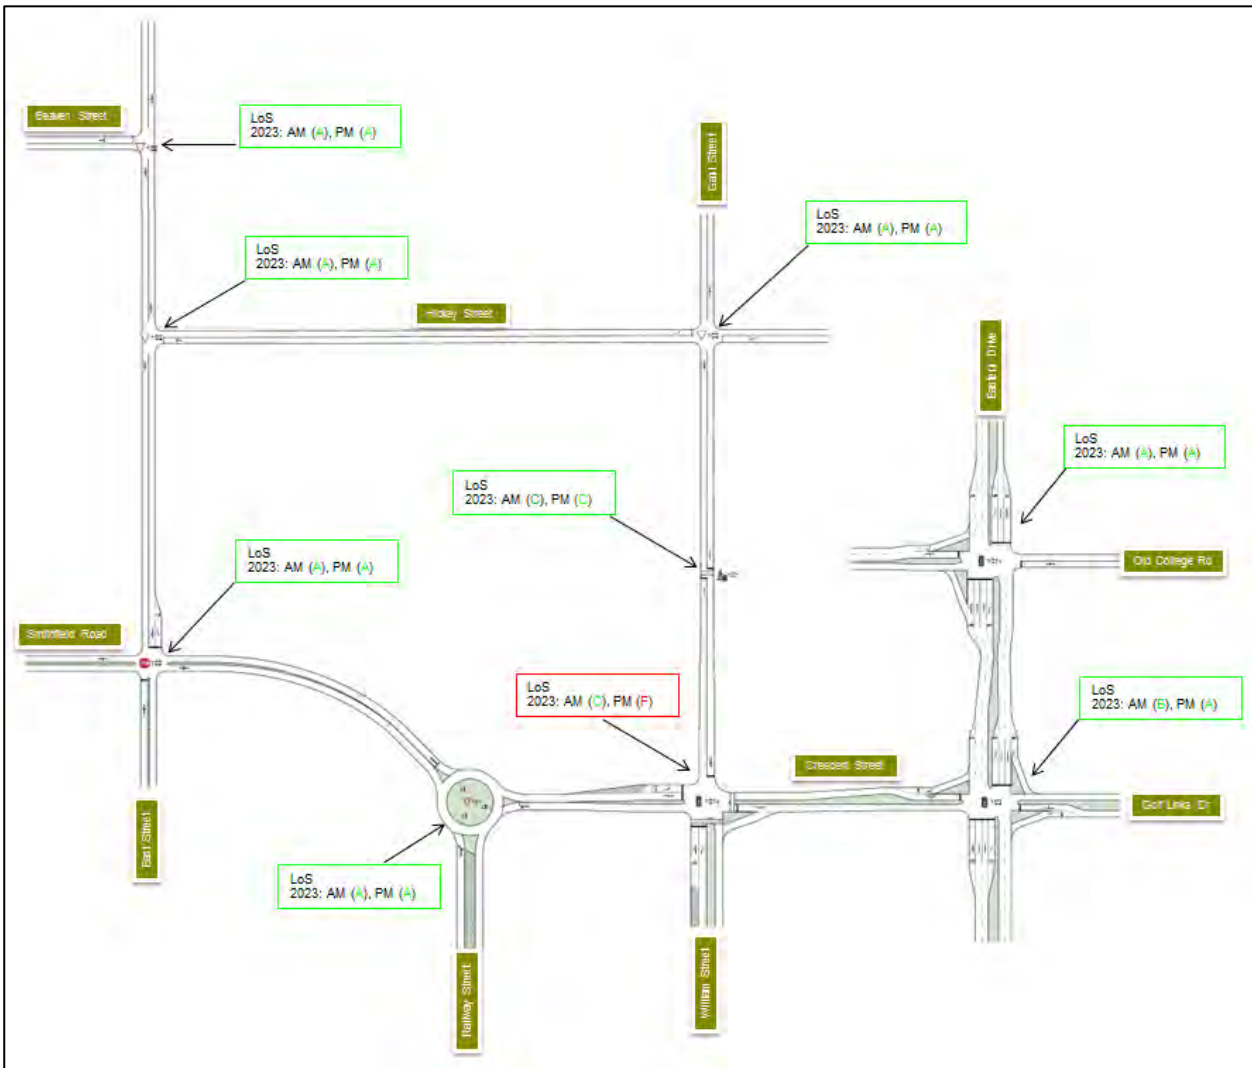 Beaven Street
LoS
2023: AM (A), PM (A)
Gaul Street
LoS
2023: AM (A), PM (A)
LoS
2023: AM (A), PM (A)
Hickey Street
Eastern Drive
LoS
2023: AM (A), PM (A)
LoS
2023: AM (C), PM (C)
Old College Rd
LoS
2023: AM (A), PM (A)
Smithfield Road
LoS
2023: AM (C), PM (F)
LoS
2023: AM (B), PM (A)
Crescent Street
Golf Links Dr
East Street
LoS
2023: AM (A), PM (A)
William Street
Railway Street